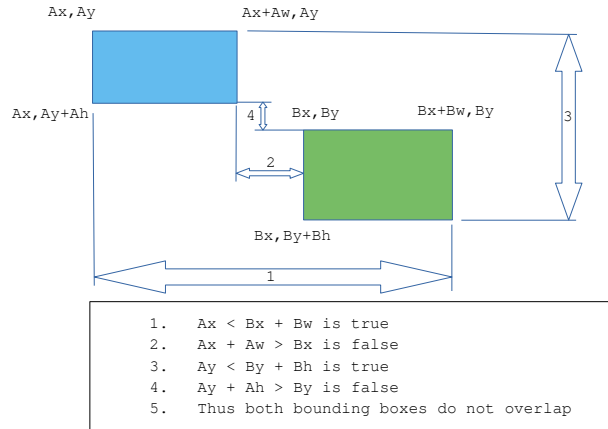 Ax,Ay
Ax+Aw,Ay
Ax,Ay+Ah
4
Bx,By
Bx+Bw,By
3
2
Bx,By+Bh
1
1. Ax < Bx + Bw is true
2. Ax + Aw > Bx is false
3. Ay < By + Bh is true
4. Ay + Ah > By is false
5. Thus both bounding boxes do not overlap